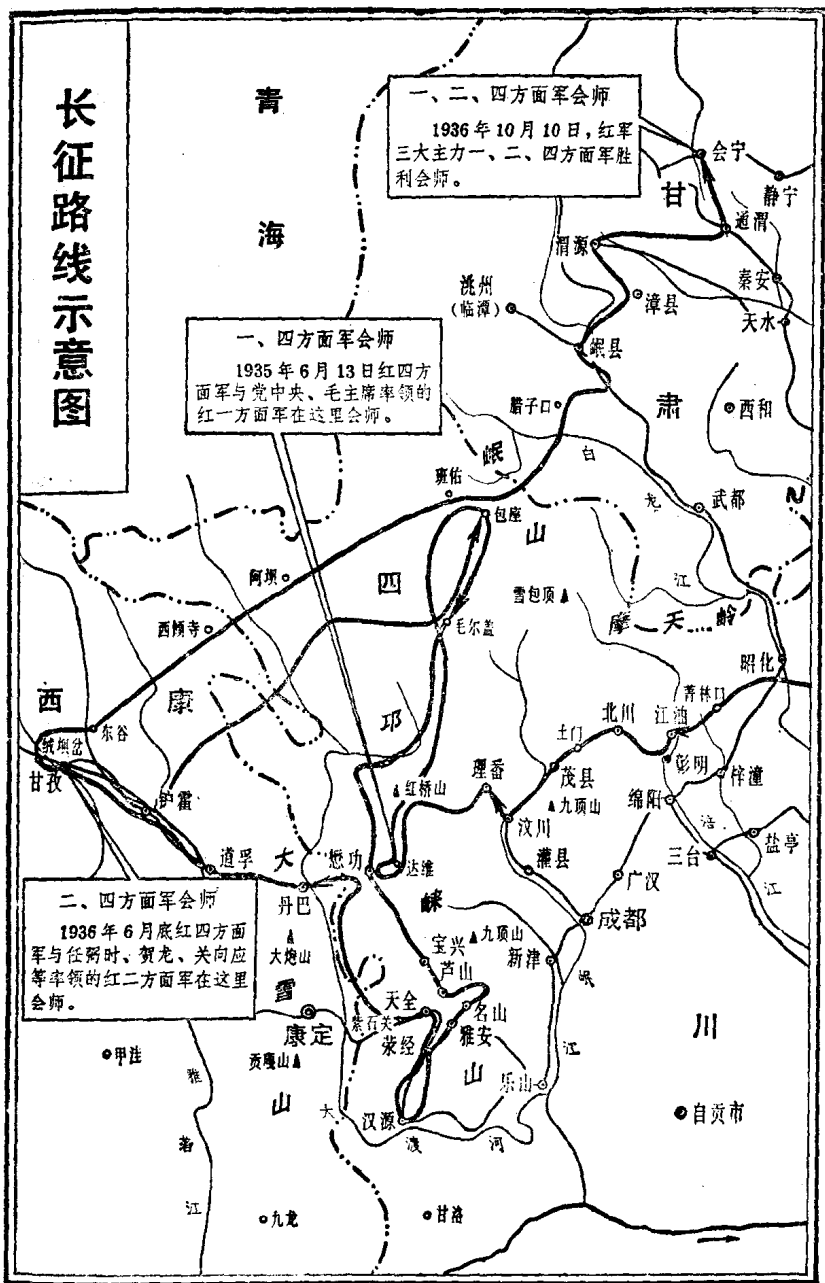 长征路线示意图
青海
一、二、四方面军会师
1936年10月10日，红军
三大主力一、二、四方面军胜
利会师。
会宁
静宁
甘
通渭
渭源
秦安
洮州
(临潭)
漳县
天水
岷县
一、四方面军会师
1935年6月13日红四方
面军与党中央、毛主席率领的
红一方面军在这里会师。
肃
腊子口
西和
岷
白
班佑
龙
武都
N
包座
山
阿坝
四
雪包顶
江
毛尔盖
摩天岭
西倾寺
昭化
西
康
邛
菁林口
东谷
北川
江油
绒坝岔
土门
甘孜
红桥山
理番
茂县
彰明
梓潼
炉霍
九顶山
绵阳
汶川
涪
盐亭
道孚
大
懋功
达维
灌县
三台
江
丹巴
崃
广汉
成都
二、四方面军会师
1936年6月底红四方面
军与任弼时、贺龙、关向应
等率领的红二方面军在这里
会师。
大炮山
宝兴
九顶山
新津
岷
芦山
雪
天全
名山
康定
紫石关
川
荥经
雅安
甲洼
贡嘎山
山
江
雅
乐山
山
大
汉源
自贡市
砻
渡
河
江
九龙
甘洛